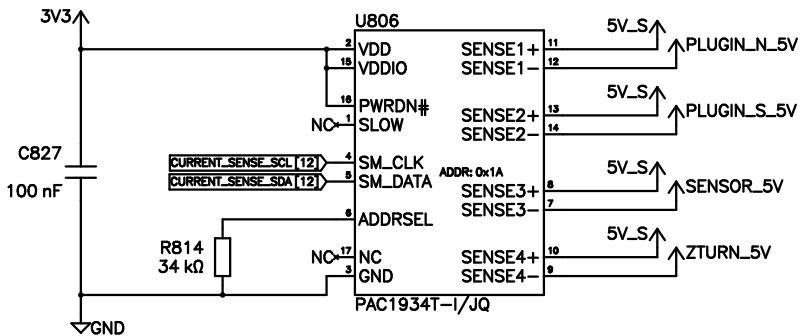 3V3
U806
5V_S
2 VDD SENSE1+ 11
PLUGIN_N_5V
15 VDDIO SENSE1- 12
5V_S
16 PWRDN# SENSE2+ 13
PLUGIN_S_5V
NC 1 SLOW SENSE2- 14
C827
100 nF
CURRENT_SENSE_SCL [12] 4 SM_CLK
ADDR: 0x1A
5V_S
CURRENT_SENSE_SDA [12] 5 SM_DATA SENSE3+ 8
SENSOR_5V
SENSE3- 7
6 ADDRSEL
5V_S
R814
34 kΩ
NC 17 NC SENSE4+ 10
ZTURN_5V
3 GND SENSE4- 9
PAC1934T-I/JQ
GND